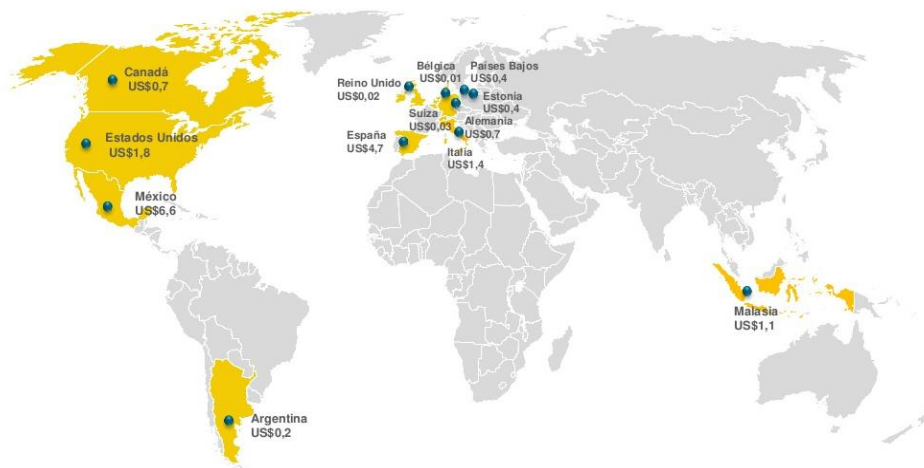 Canadá
US$0,7
Estados Unidos
US$1,8
México
US$6,6
Argentina
US$0,2
Reino Unido
US$0,02
Bélgica
US$0,01
Países Bajos
US$0,4
Estonia
US$0,4
Suiza
US$0,03
Alemania
US$0,7
España
US$4,7
Italia
US$1,4
Malasia
US$1,1